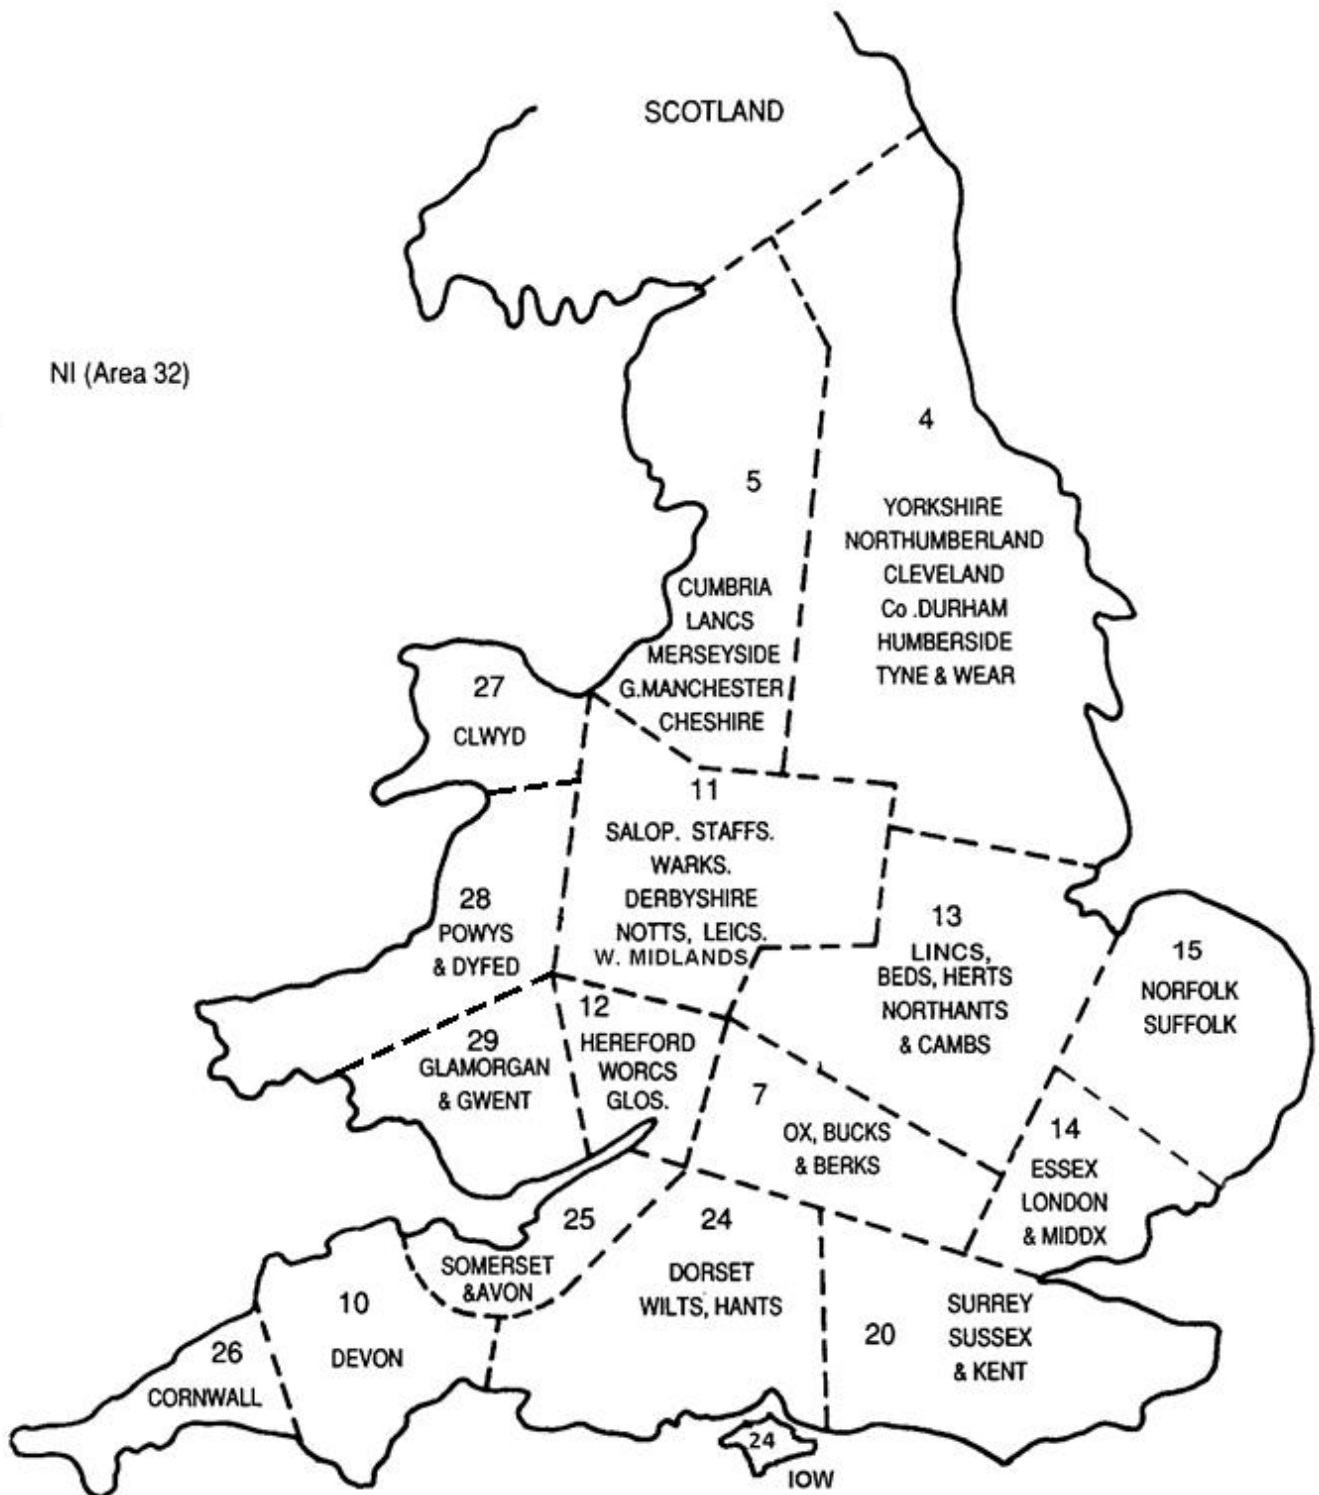 SCOTLAND
NI (Area 32)
4
YORKSHIRE
NORTHUMBERLAND
CLEVELAND
Co .DURHAM
HUMBERSIDE
TYNE & WEAR
5
CUMBRIA
LANCS
MERSEYSIDE
G.MANCHESTER
CHESHIRE
27
CLWYD
11
SALOP. STAFFS.
WARKS.
DERBYSHIRE
NOTTS, LEICS.
W. MIDLANDS
28
POWYS
& DYFED
13
LINCS,
BEDS, HERTS
NORTHANTS
& CAMBS
15
NORFOLK
SUFFOLK
12
HEREFORD
WORCS
GLOS.
29
GLAMORGAN
& GWENT
7
OX, BUCKS
& BERKS
14
ESSEX
LONDON
& MIDDX
25
SOMERSET
&AVON
24
DORSET
WILTS, HANTS
20
SURREY
SUSSEX
& KENT
10
DEVON
26
CORNWALL
24
IOW